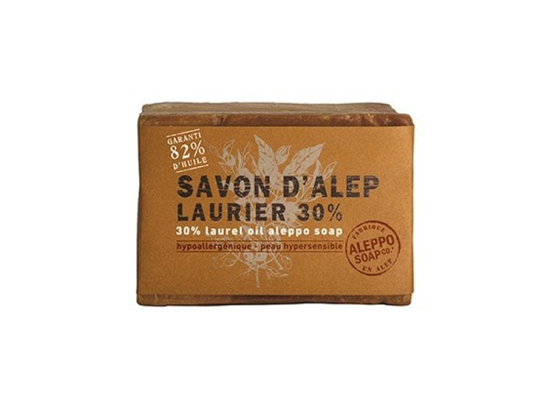 GARANTI
82%
D'HUILE
SAVON D'ALEP
LAURIER 30%
30% laurel oil aleppo soap
hypoallergénique - peau hypersensible
FABRIQUÉ
ALEPPO
SOAP CO.
EN ALEP